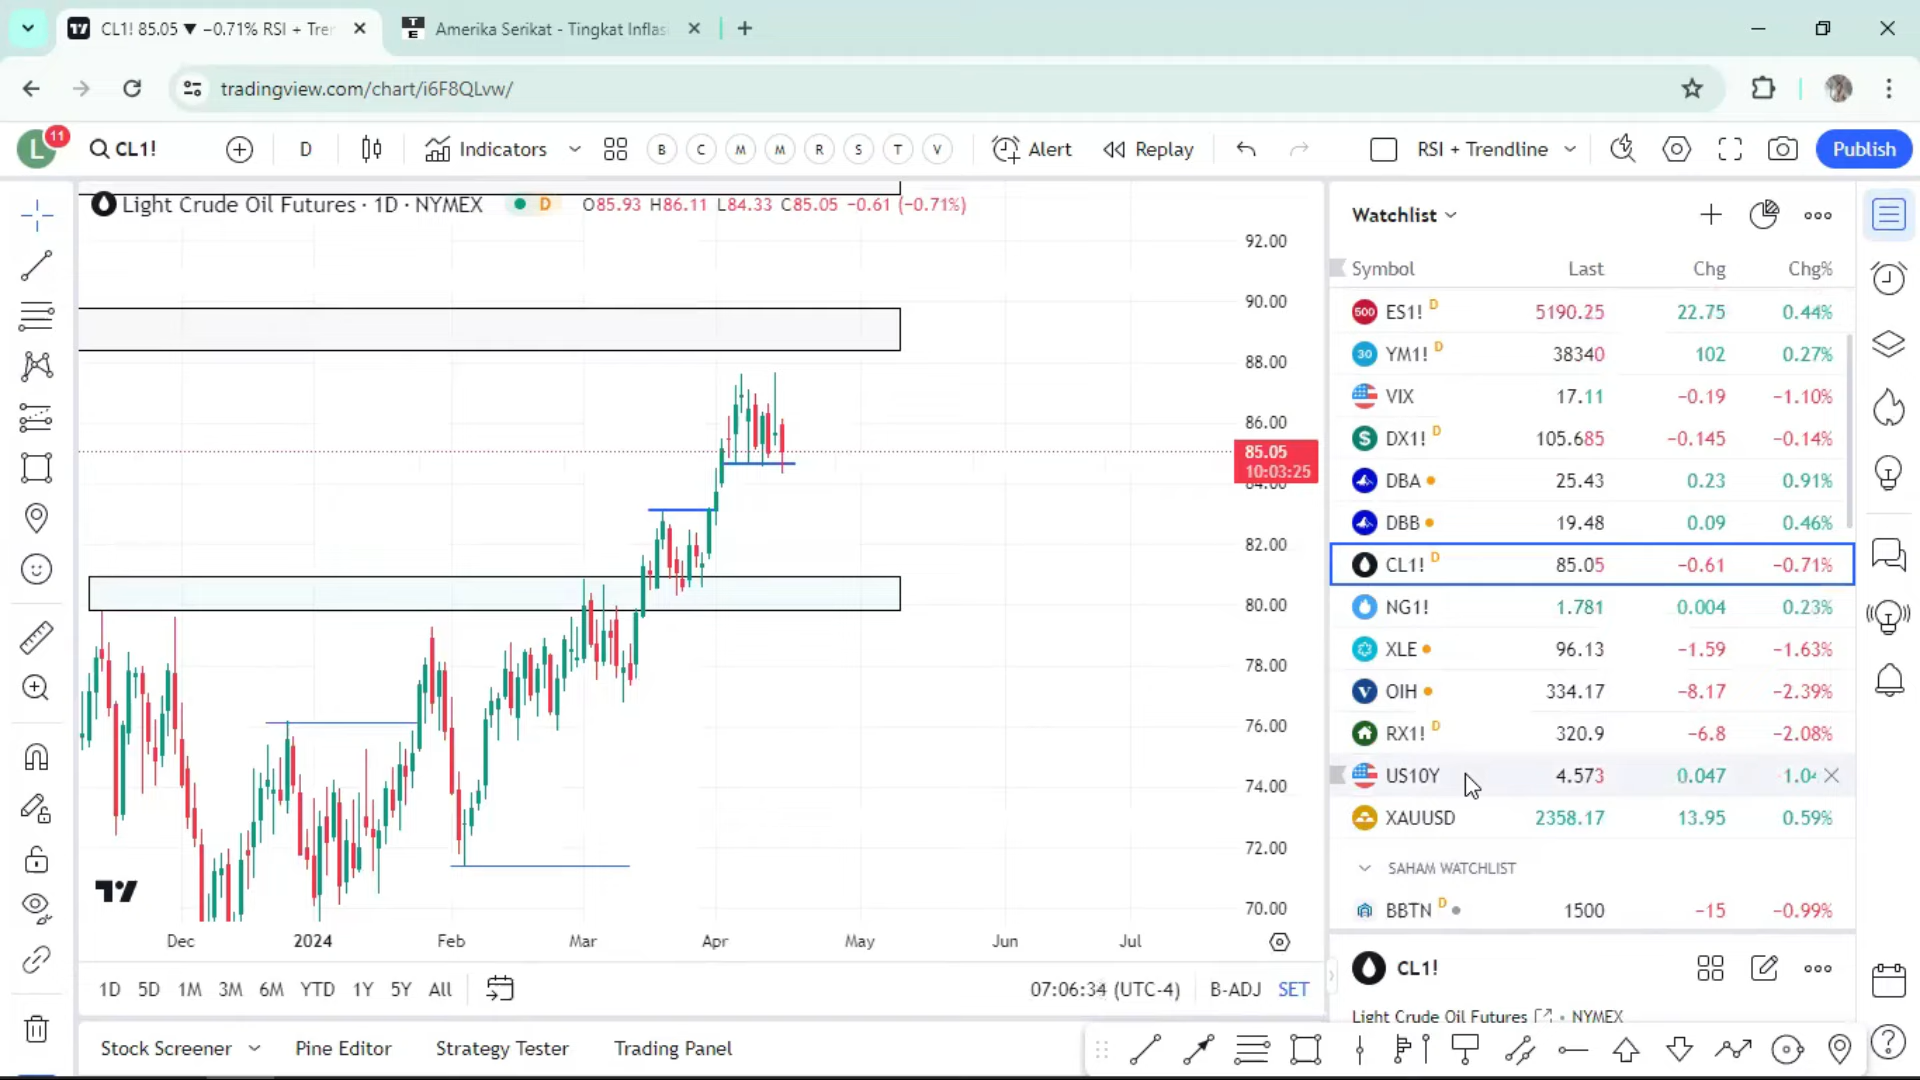 CL1! 85.05 ▼ −0.71% RSI + Tre
Amerika Serikat - Tingkat Inflas
tradingview.com/chart/i6F8QLvw/
L
11
CL1!
D
Indicators
B
C
M
M
R
S
T
V
Alert
Replay
RSI + Trendline
Publish
Light Crude Oil Futures · 1D · NYMEX
D
O85.93 H86.11 L84.33 C85.05 −0.61 (−0.71%)
92.00
90.00
88.00
86.00
85.05
10:03:25
84.00
82.00
80.00
78.00
76.00
74.00
72.00
70.00
Dec
2024
Feb
Mar
Apr
May
Jun
Jul
Watchlist
Symbol Last Chg Chg%
500 ES1! D 5190.25 22.75 0.44%
30 YM1! D 38340 102 0.27%
VIX 17.11 −0.19 −1.10%
DX1! D 105.685 −0.145 −0.14%
DBA 25.43 0.23 0.91%
DBB 19.48 0.09 0.46%
CL1! D 85.05 −0.61 −0.71%
NG1! 1.781 0.004 0.23%
XLE 96.13 −1.59 −1.63%
OIH 334.17 −8.17 −2.39%
RX1! D 320.9 −6.8 −2.08%
US10Y 4.573 0.047 1.04
XAUUSD 2358.17 13.95 0.59%
SAHAM WATCHLIST
BBTN D 1500 −15 −0.99%
CL1!
Light Crude Oil Futures • NYMEX
1D 5D 1M 3M 6M YTD 1Y 5Y All
07:06:34 (UTC-4) B-ADJ SET
Stock Screener
Pine Editor
Strategy Tester
Trading Panel